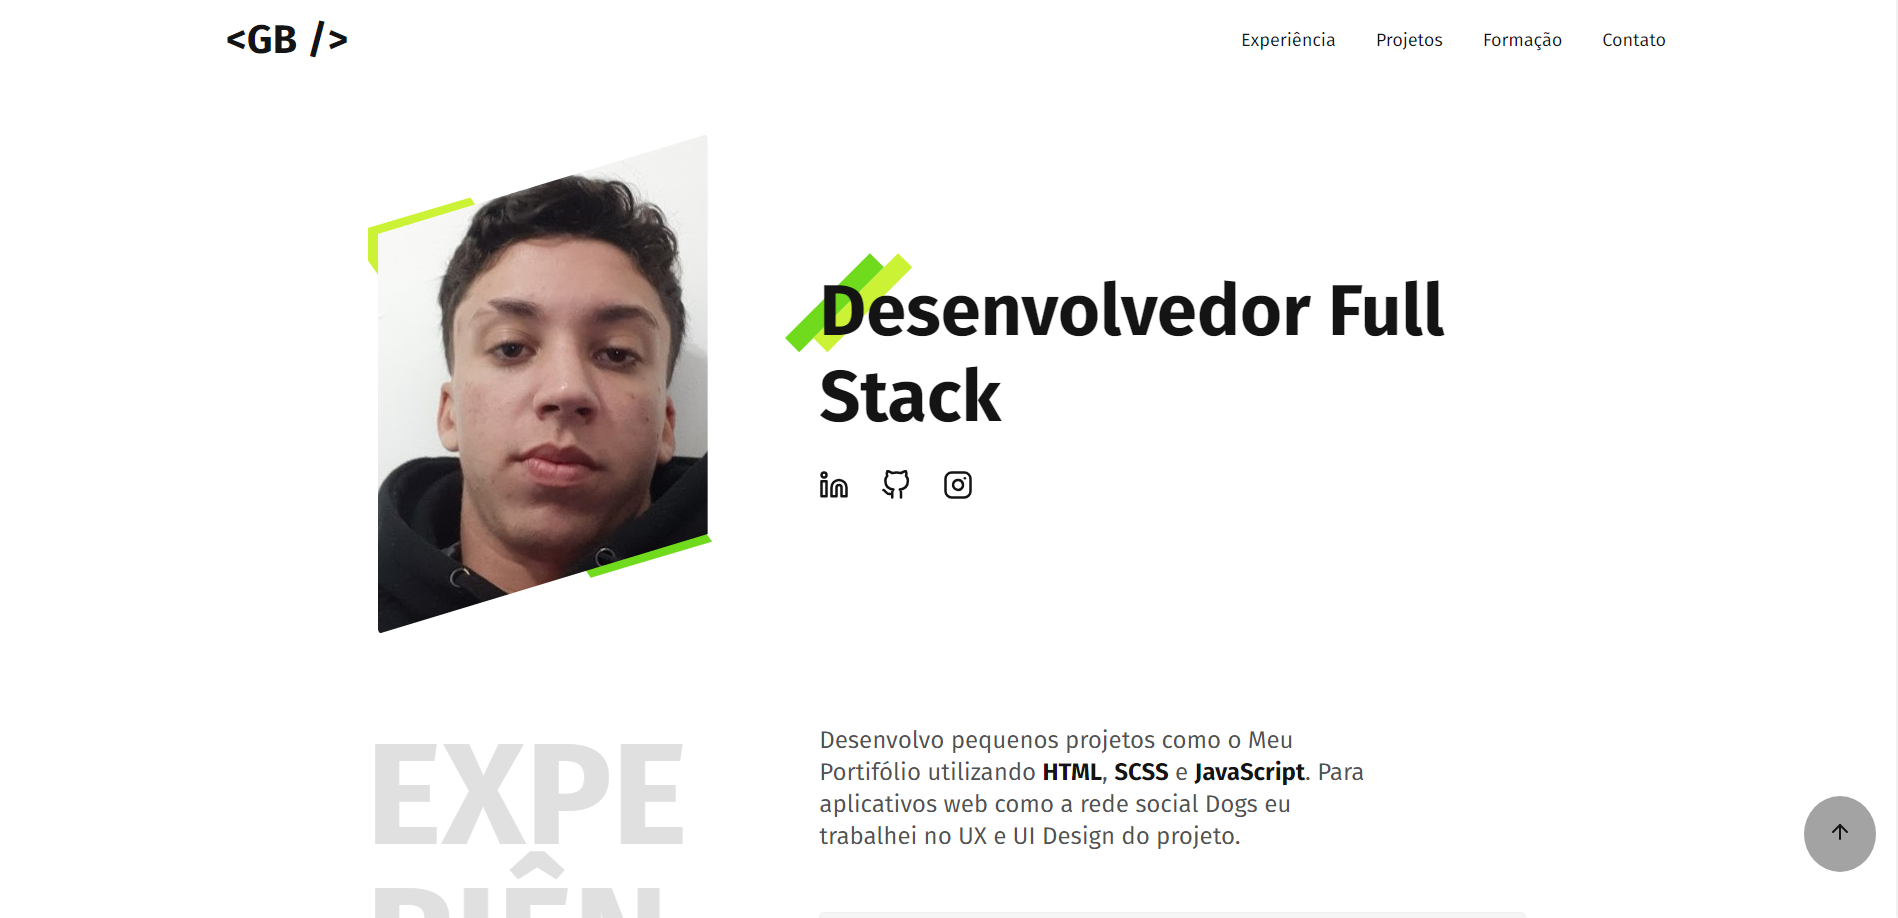 <GB />
Experiência
Projetos
Formação
Contato
Desenvolvedor Full
Stack
EXPE
RIÊN
Desenvolvo pequenos projetos como o Meu
Portifólio utilizando HTML, SCSS e JavaScript. Para
aplicativos web como a rede social Dogs eu
trabalhei no UX e UI Design do projeto.